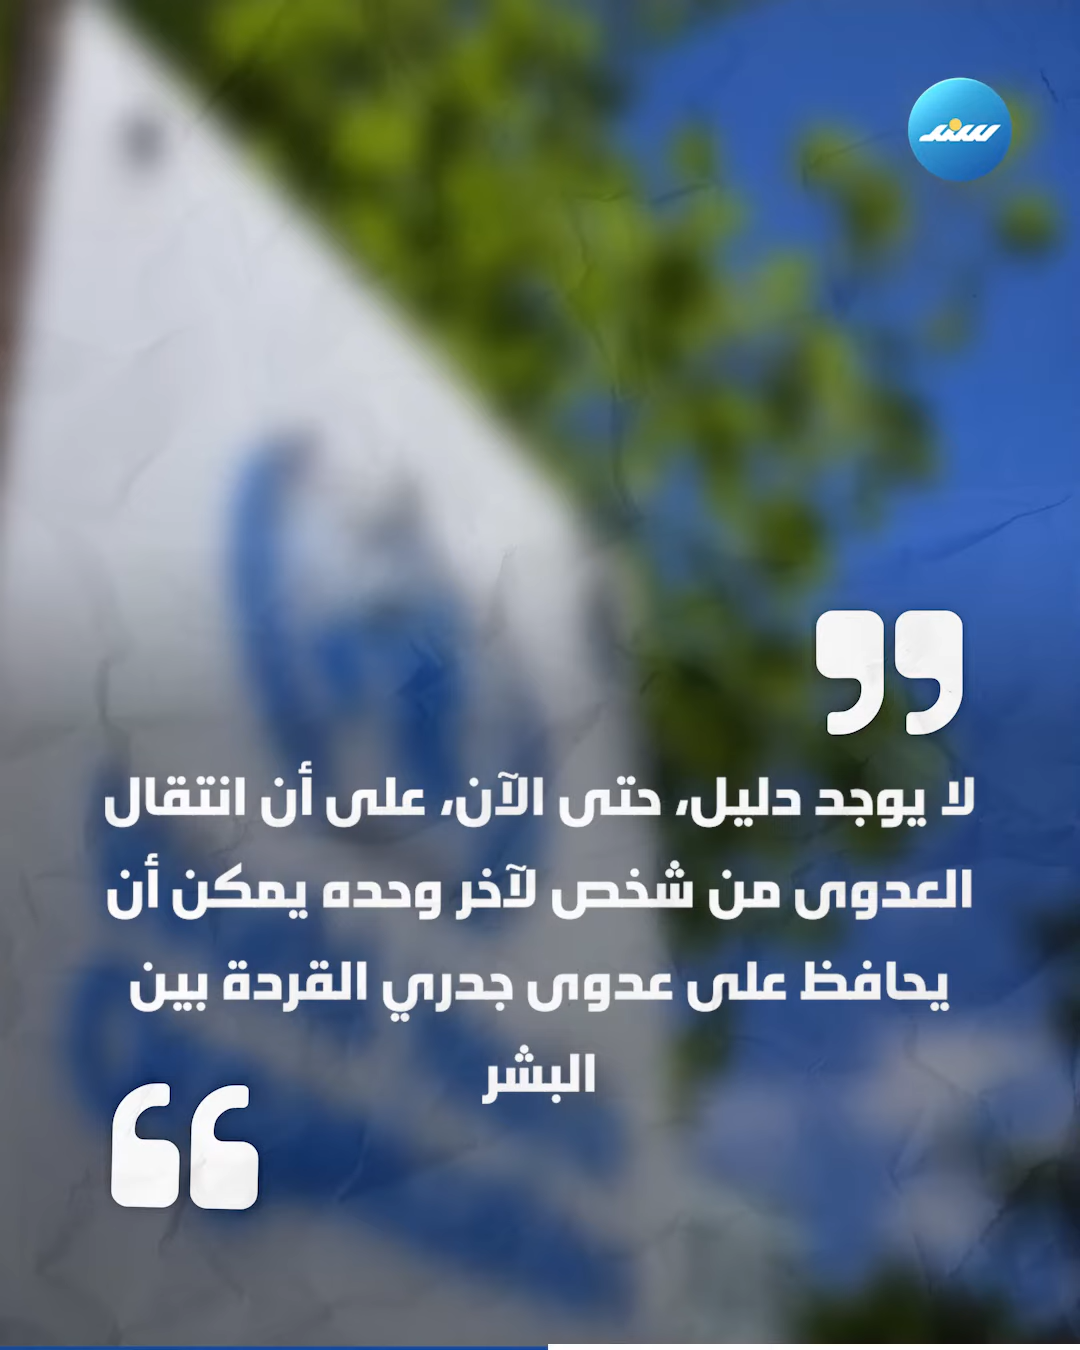 سند
لا يوجد دليل، حتى الآن، على أن انتقال
العدوى من شخص لآخر وحده يمكن أن
يحافظ على عدوى جدري القردة بين
البشر